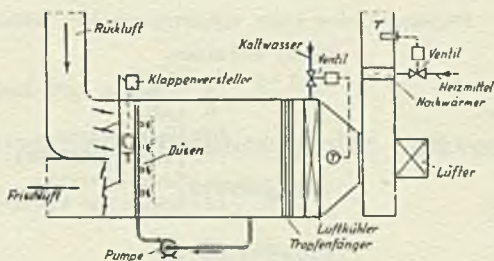 Rückluft
Klappenversteller
Kaltwasser
Ventil
T
Ventil
Heizmittel
Nachwärmer
Düsen
T
Lüfter
Frischluft
Luftkühler
Tropfenfänger
Pumpe